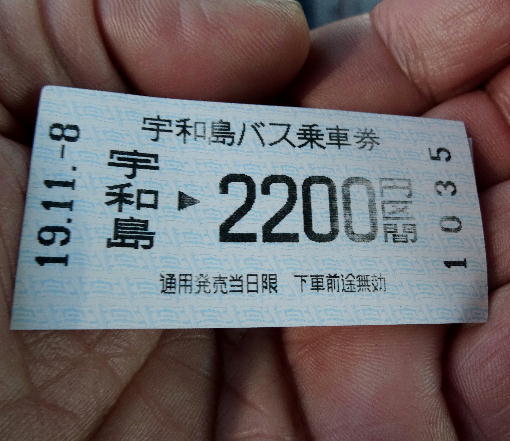 宇和島バス乗車券
19.11.-8
宇和島▶2200円区間
1035
通用発売当日限 下車前途無効